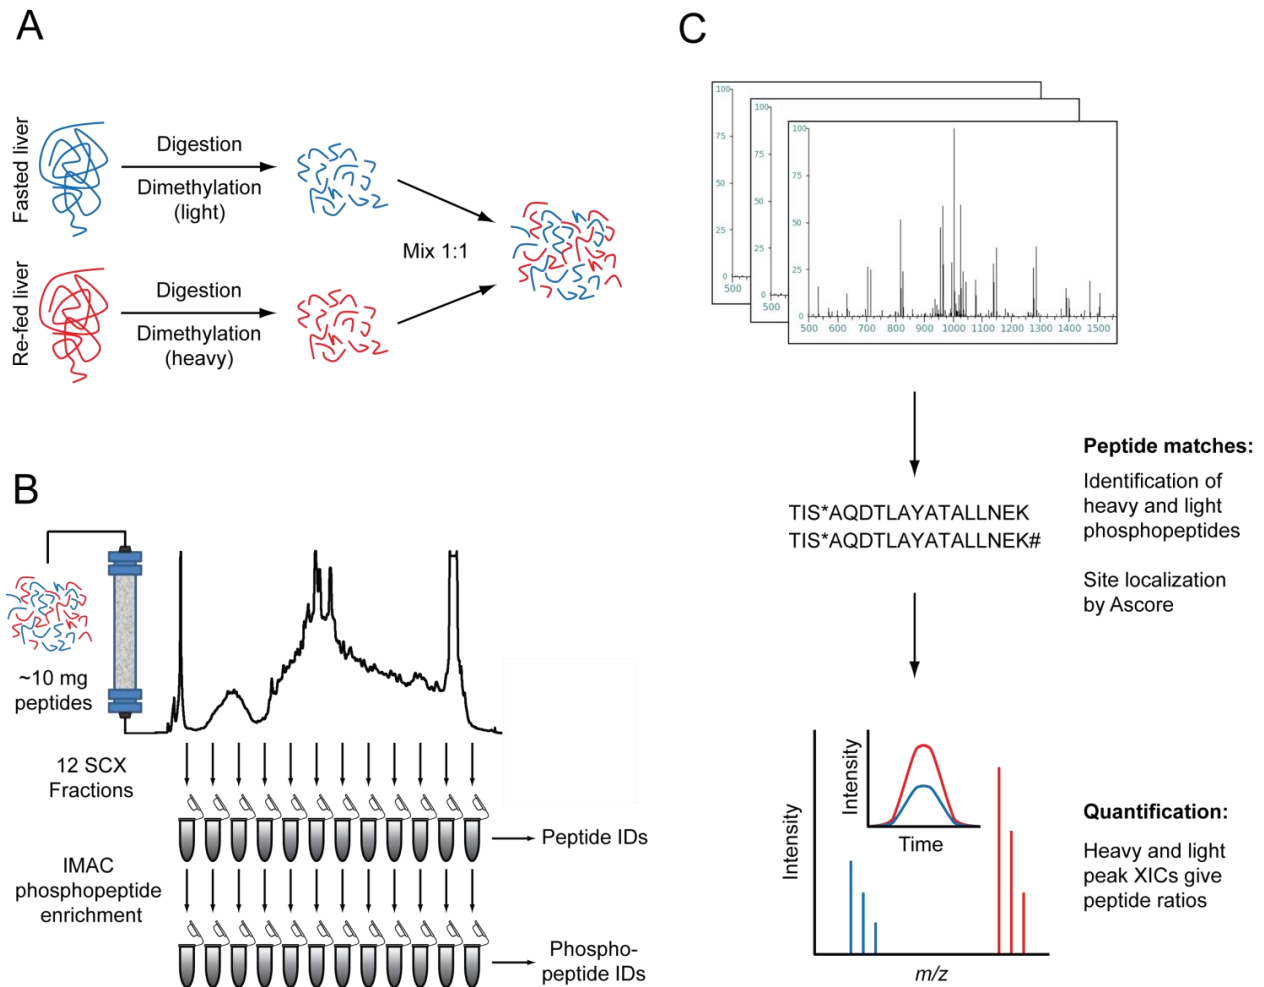 A
Fasted liver
Digestion
Dimethylation
(light)
Mix 1:1
Re-fed liver
Digestion
Dimethylation
(heavy)
B
~10 mg
peptides
12 SCX
Fractions
Peptide IDs
IMAC
phosphopeptide
enrichment
Phospho-
peptide IDs
C
100
75
50
25
0
500
100
75
50
25
0
500
100
75
50
25
0
500 600 700 800 900 1000 1100 1200 1300 1400 1500
Peptide matches:
Identification of
heavy and light
phosphopeptides
Site localization
by Ascore
TIS*AQDTLAYATALLNEK
TIS*AQDTLAYATALLNEK#
Intensity
Intensity
Time
m/z
Quantification:
Heavy and light
peak XICs give
peptide ratios